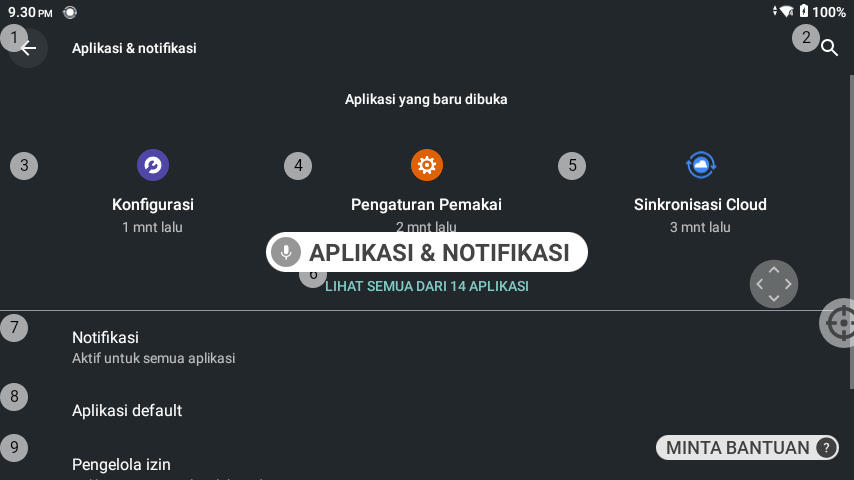 9.30 PM
100%
1
Aplikasi & notifikasi
2
Aplikasi yang baru dibuka
3
4
5
Konfigurasi
Pengaturan Pemakai
Sinkronisasi Cloud
1 mnt lalu
2 mnt lalu
3 mnt lalu
APLIKASI & NOTIFIKASI
6
LIHAT SEMUA DARI 14 APLIKASI
7
Notifikasi
Aktif untuk semua aplikasi
8
Aplikasi default
9
Pengelola izin
MINTA BANTUAN ?